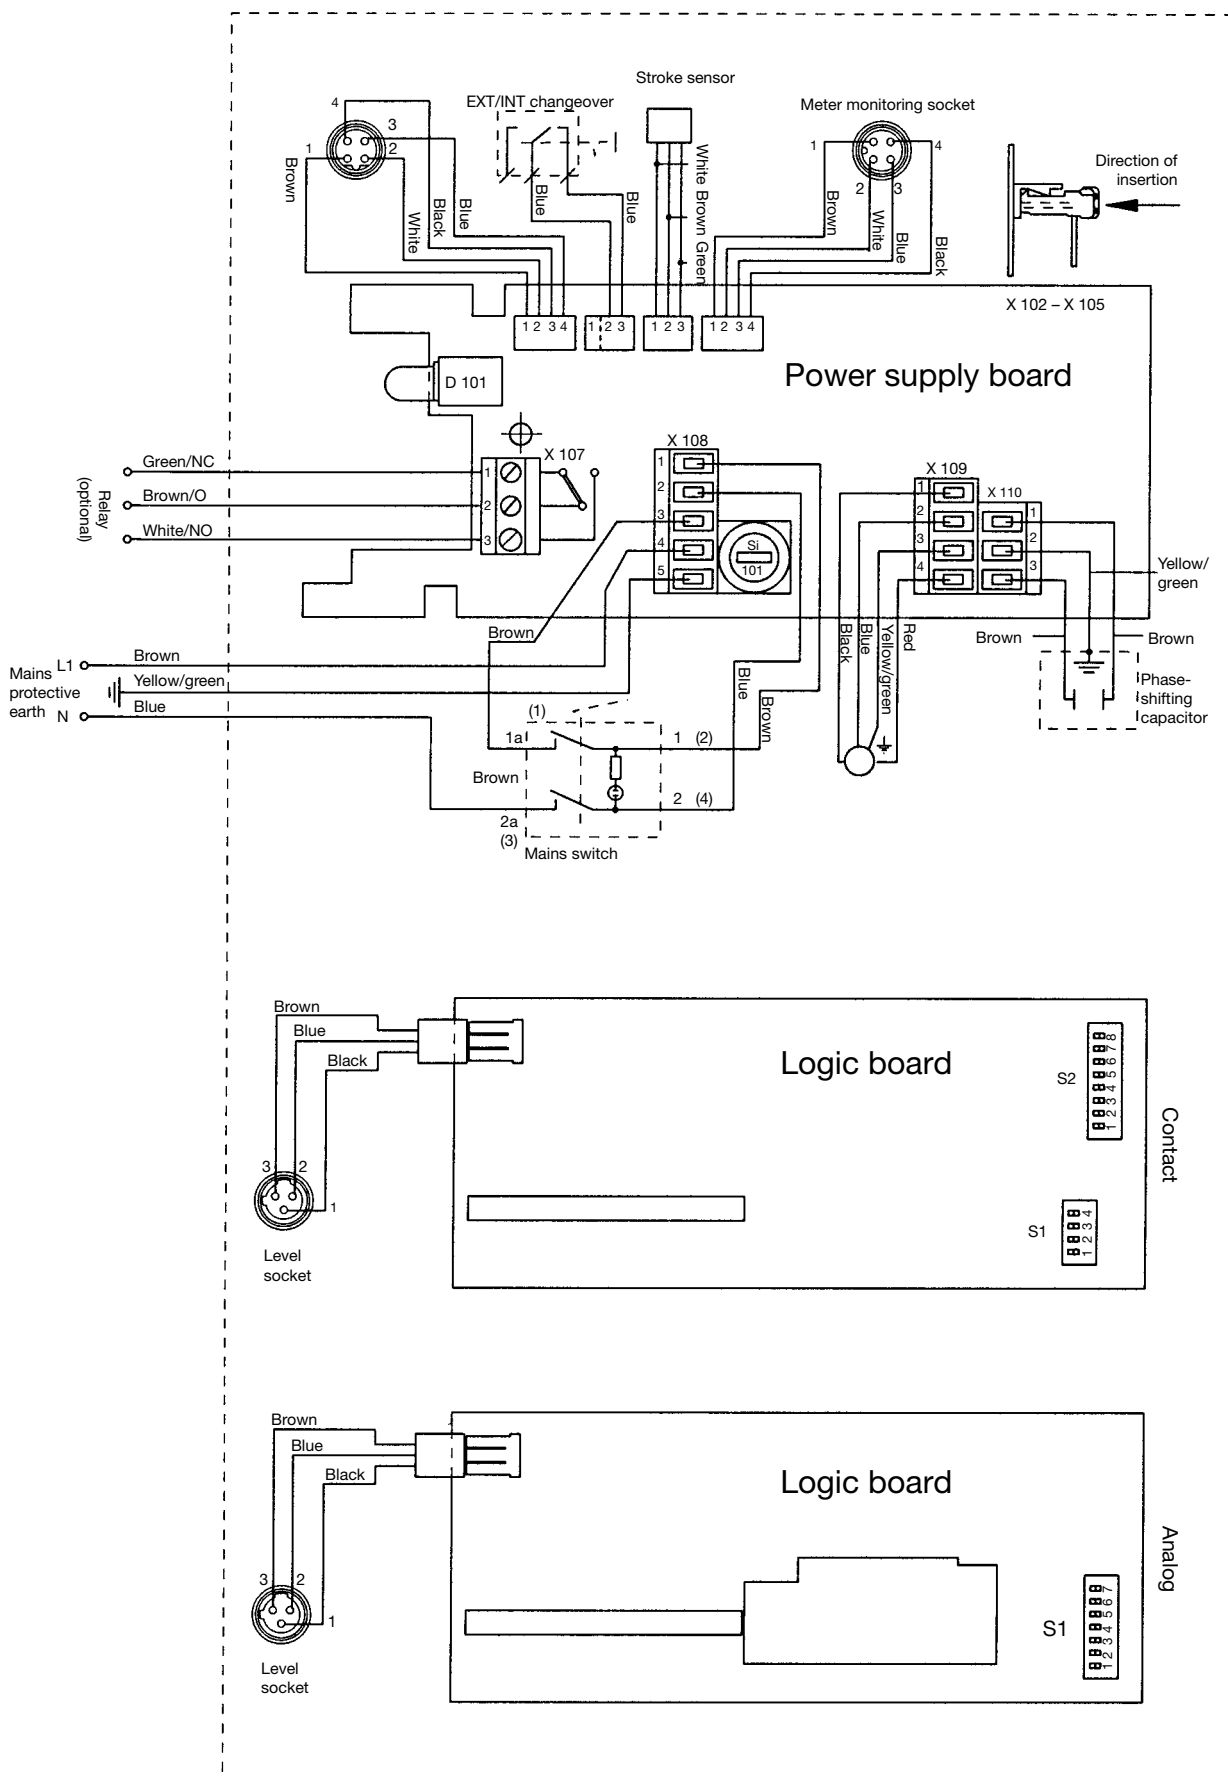 Stroke sensor
EXT/INT changeover
Meter monitoring socket
4
3
1
2
Brown
White
Black
Blue
Blue
Blue
White
Brown
Green
1
4
2
3
Brown
White
Blue
Black
Direction of
insertion
X 102 – X 105
1 2 3 4
1 2 3
1 2 3
1 2 3 4
Power supply board
D 101
X 107
X 108
X 109
X 110
Relay
(optional)
Green/NC
Brown/O
White/NO
1
2
3
1
2
3
4
5
Si
101
1
2
3
4
1
2
3
Yellow/
green
Brown
Black
Blue
Yellow/green
Red
Brown
Brown
Mains
protective
earth
L1
N
Brown
Yellow/green
Blue
Blue
Brown
(1)
1a
1 (2)
Brown
2 (4)
2a
(3)
Mains switch
Phase-
shifting
capacitor
Brown
Blue
Black
3
2
1
Level
socket
Logic board
S2
1 2 3 4 5 6 7 8
S1
1 2 3 4
Contact
Brown
Blue
Black
3
2
1
Level
socket
Logic board
S1
1 2 3 4 5 6 7
Analog